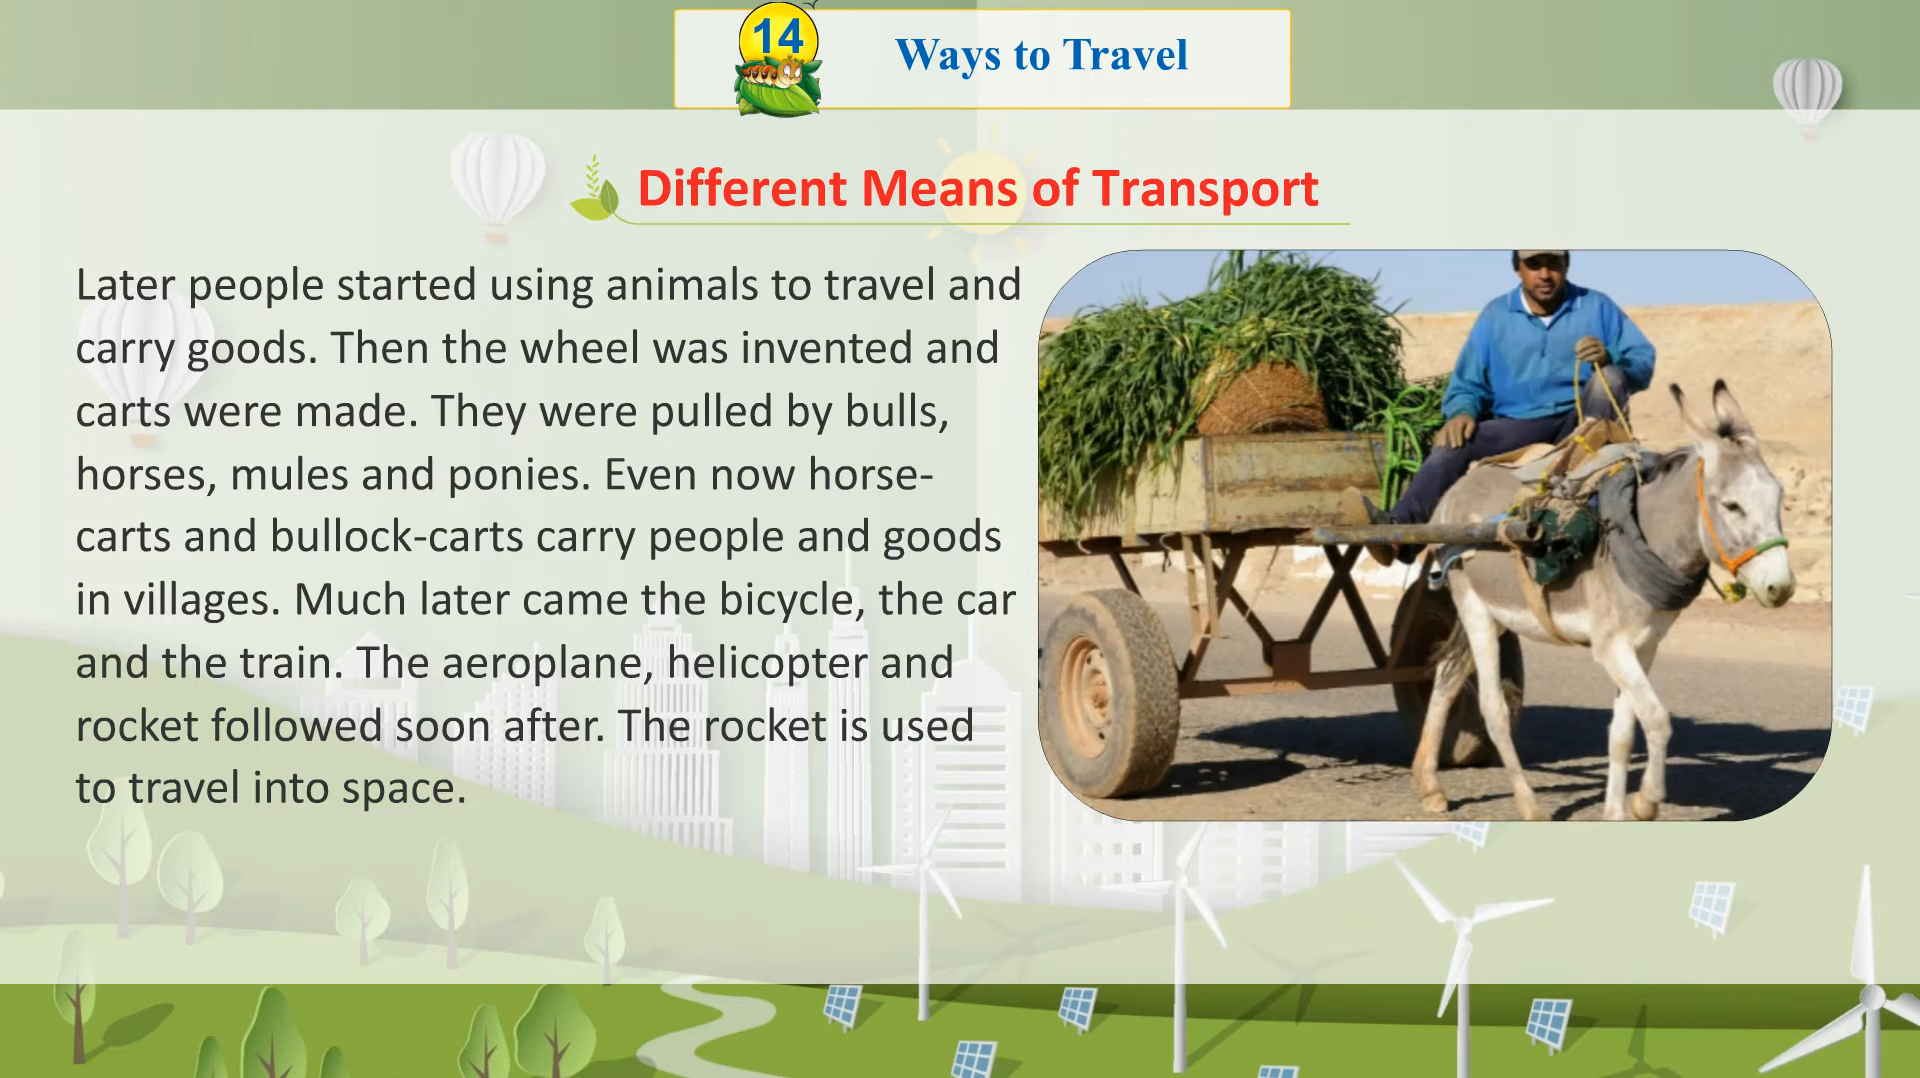 14
Ways to Travel
Different Means of Transport
Later people started using animals to travel and
carry goods. Then the wheel was invented and
carts were made. They were pulled by bulls,
horses, mules and ponies. Even now horse-
carts and bullock-carts carry people and goods
in villages. Much later came the bicycle, the car
and the train. The aeroplane, helicopter and
rocket followed soon after. The rocket is used
to travel into space.